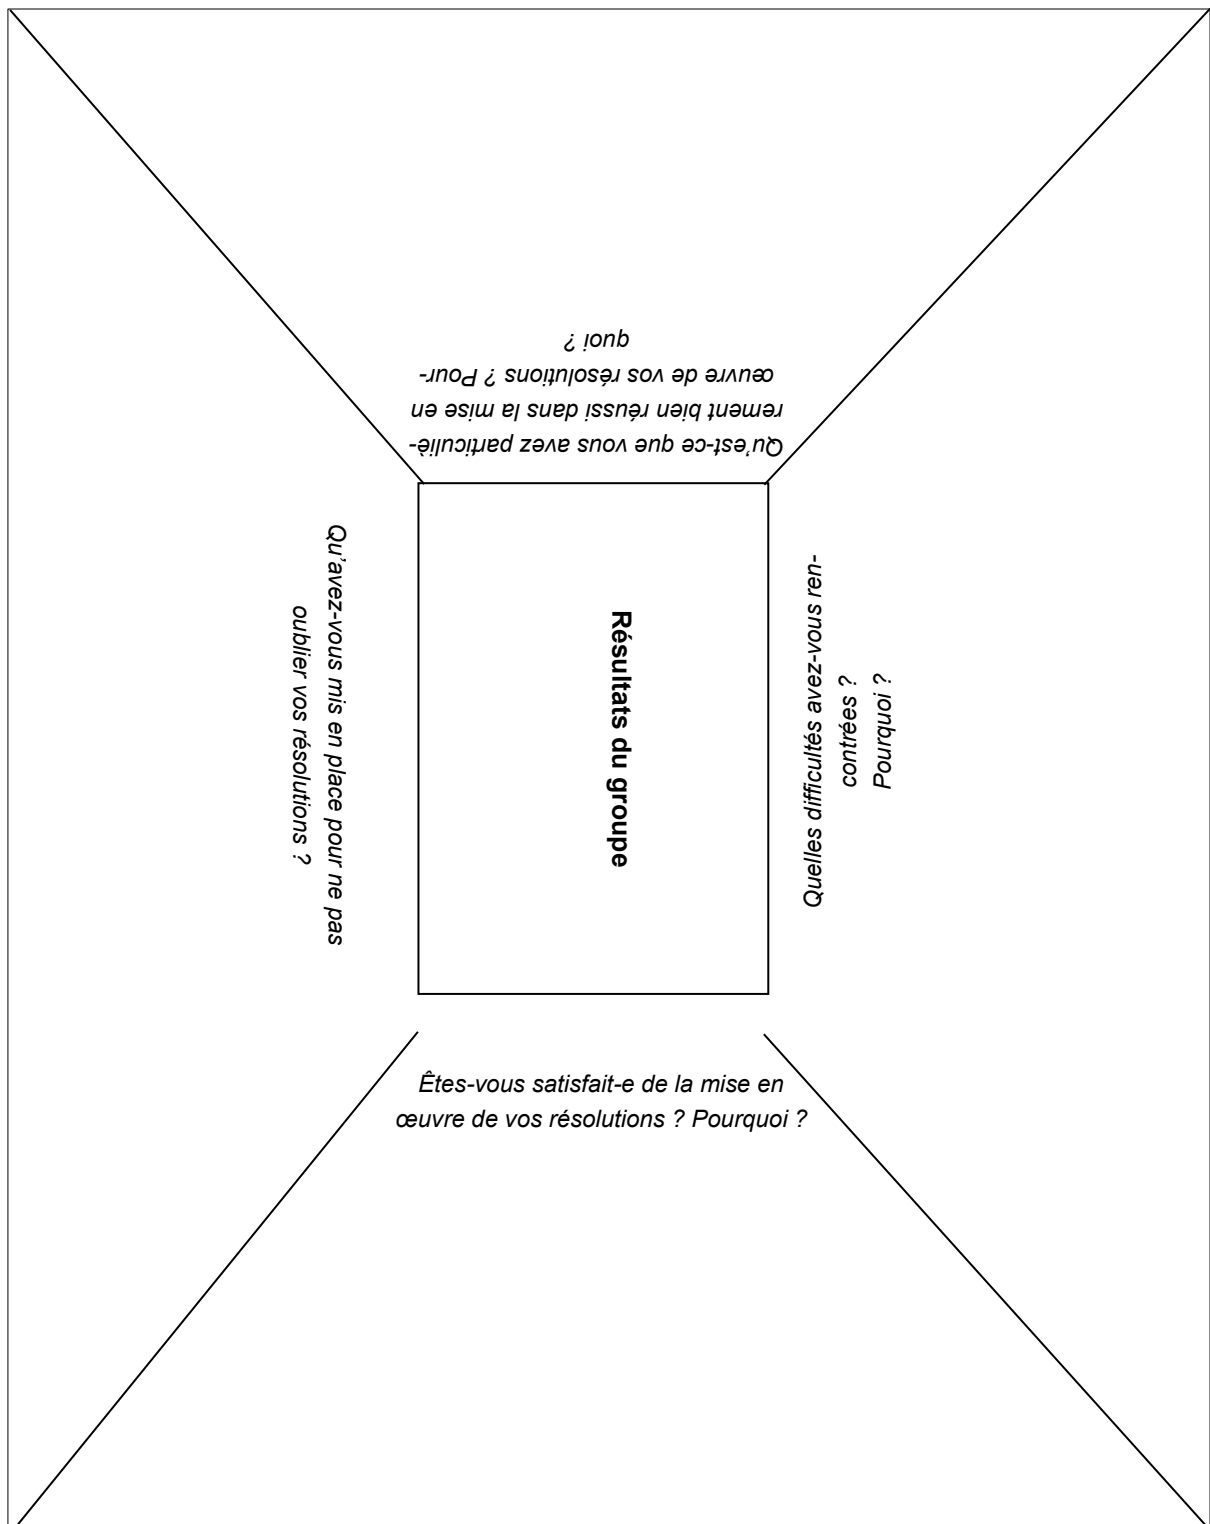 Qu'est-ce que vous avez particuliè-
rement bien réussi dans la mise en
œuvre de vos résolutions ? Pour-
quoi ?
Qu'avez-vous mis en place pour ne pas
oublier vos résolutions ?
Résultats du groupe
Quelles difficultés avez-vous ren-
contrées ?
Pourquoi ?
Êtes-vous satisfait-e de la mise en
œuvre de vos résolutions ? Pourquoi ?